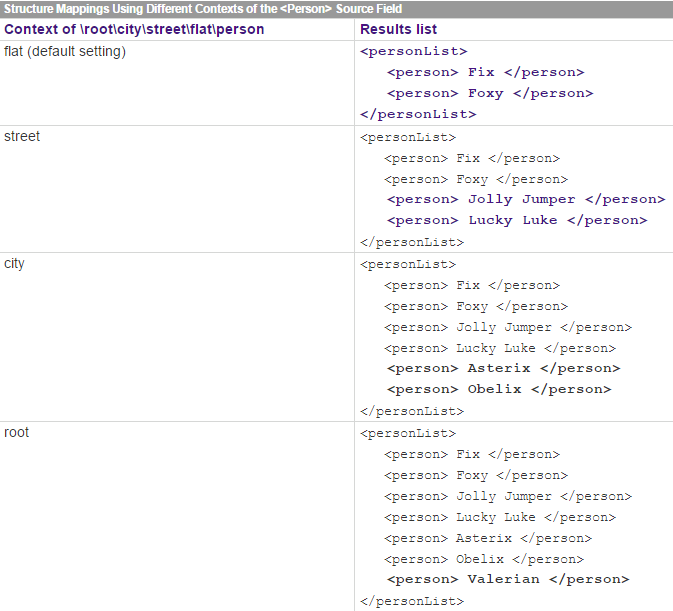 Structure Mappings Using Different Contexts of the <Person> Source Field
Context of \root\city\street\flat\person Results list
flat (default setting) <personList>
<person> Fix </person>
<person> Foxy </person>
</personList>
street <personList>
<person> Fix </person>
<person> Foxy </person>
<person> Jolly Jumper </person>
<person> Lucky Luke </person>
</personList>
city <personList>
<person> Fix </person>
<person> Foxy </person>
<person> Jolly Jumper </person>
<person> Lucky Luke </person>
<person> Asterix </person>
<person> Obelix </person>
</personList>
root <personList>
<person> Fix </person>
<person> Foxy </person>
<person> Jolly Jumper </person>
<person> Lucky Luke </person>
<person> Asterix </person>
<person> Obelix </person>
<person> Valerian </person>
</personList>